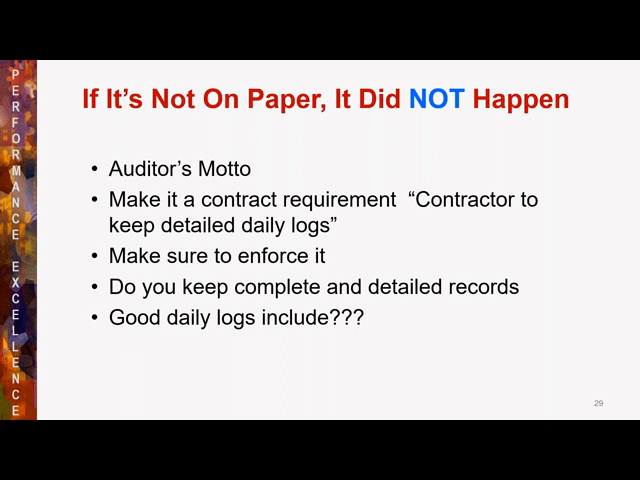 PERFORMANCE EXCELLENCE
If It's Not On Paper, It Did NOT Happen
• Auditor's Motto
• Make it a contract requirement “Contractor to
keep detailed daily logs”
• Make sure to enforce it
• Do you keep complete and detailed records
• Good daily logs include???
29